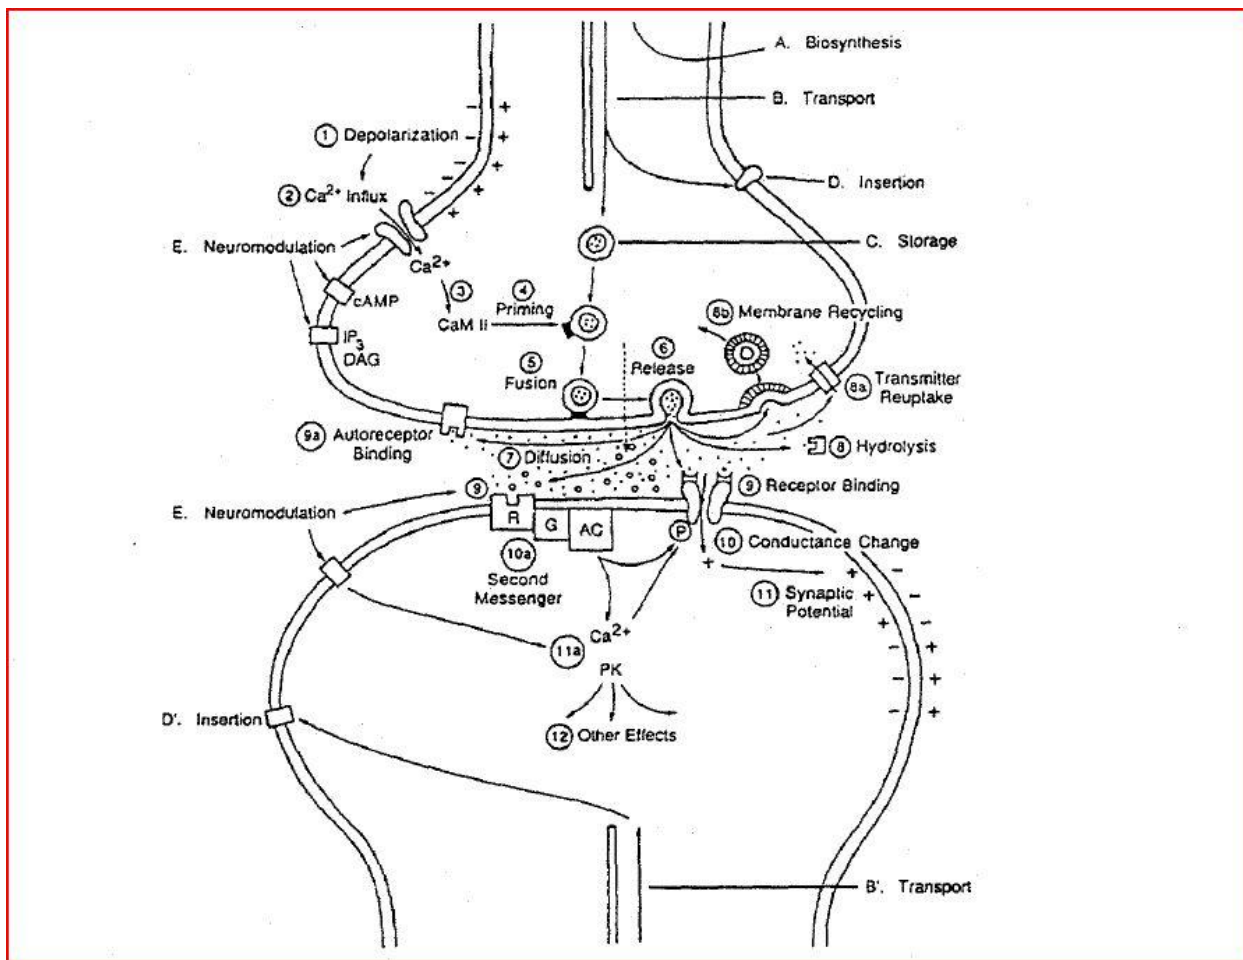 A. Biosynthesis
B. Transport
① Depolarization
D. Insertion
② Ca²⁺ Influx
E. Neuromodulation
C. Storage
Ca²⁺
③
④
Priming
cAMP
CaM II
⑧b Membrane Recycling
IP₃
DAG
⑤
Fusion
⑥
Release
⑧a Transmitter
Reuptake
⑨a Autoreceptor
Binding
⑦ Diffusion
⑧ Hydrolysis
⑨
⑨ Receptor Binding
E. Neuromodulation
R
G
AC
P
⑩ Conductance Change
⑩a
Second
Messenger
⑪ Synaptic
Potential
Ca²⁺
⑪a
PK
D'. Insertion
⑫ Other Effects
B'. Transport